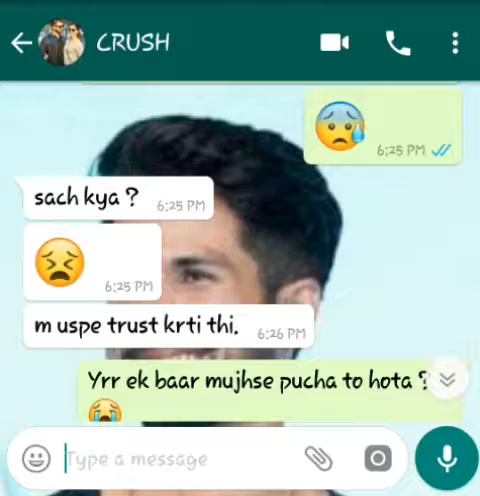 CRUSH
😰
6:25 PM
sach kya ?
6:25 PM
😣
6:25 PM
m uspe trust krti thi.
6:26 PM
Yrr ek baar mujhse pucha to hota ?
😭
Type a message